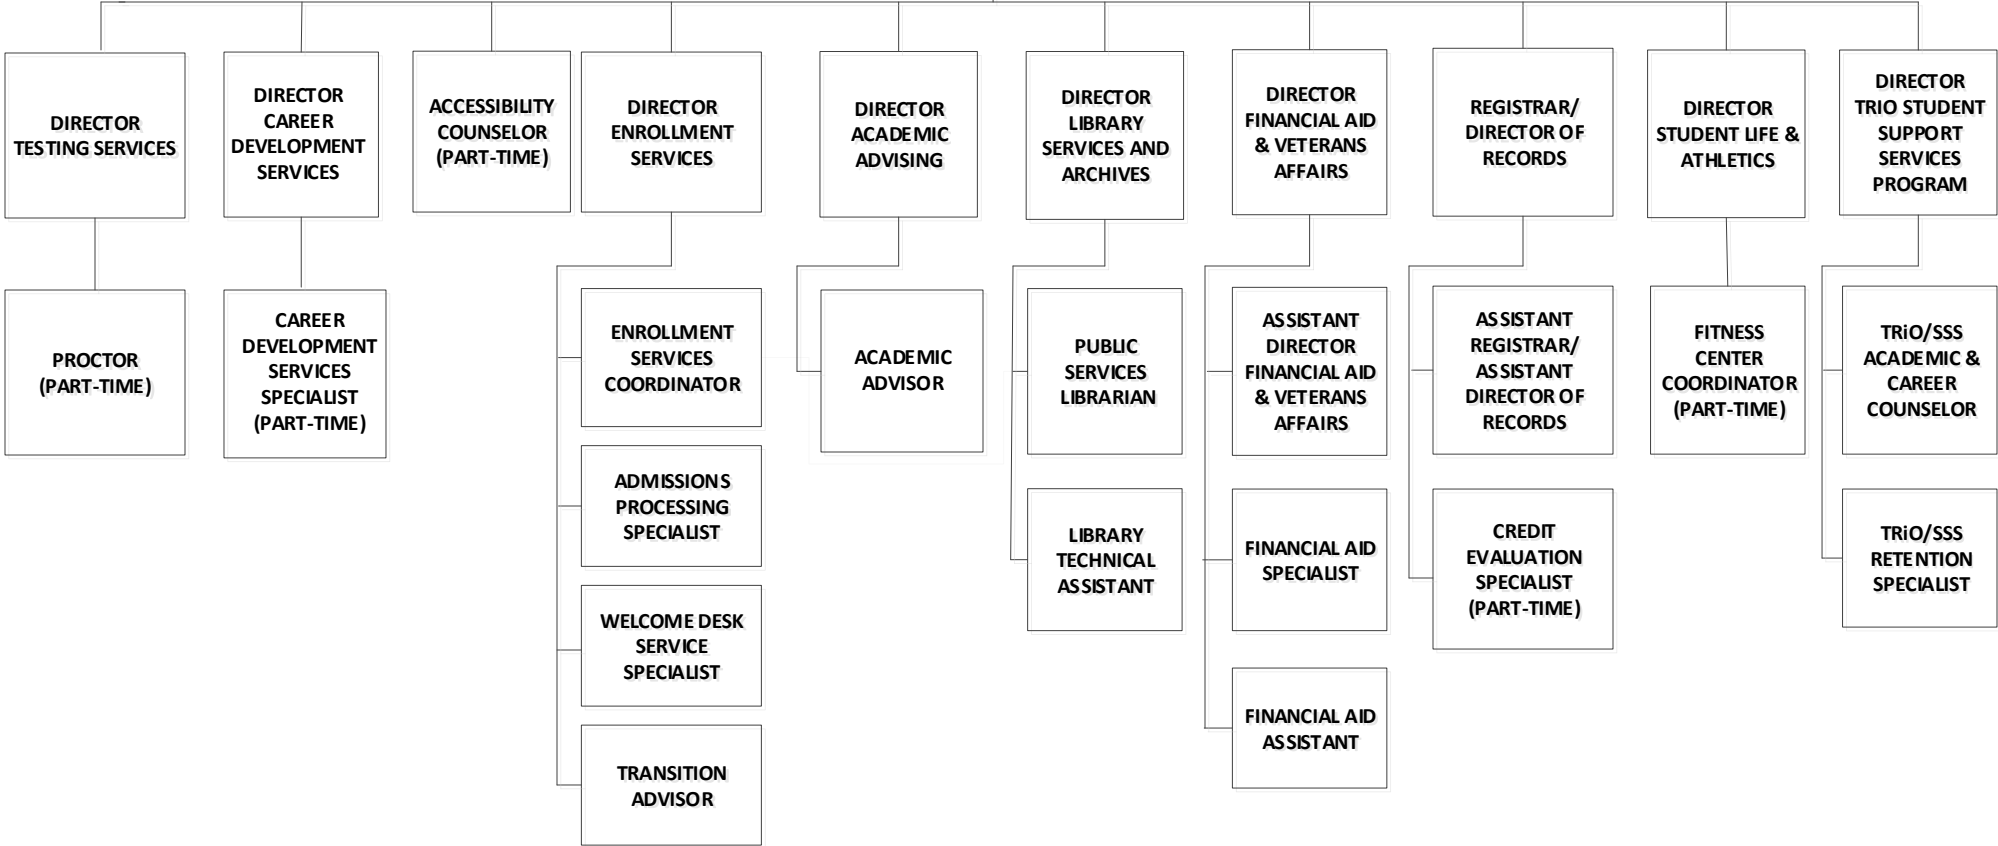 DIRECTOR
TESTING SERVICES
DIRECTOR
CAREER
DEVELOPMENT
SERVICES
ACCESSIBILITY
COUNSELOR
(PART-TIME)
DIRECTOR
ENROLLMENT
SERVICES
DIRECTOR
ACADEMIC
ADVISING
DIRECTOR
LIBRARY
SERVICES AND
ARCHIVES
DIRECTOR
FINANCIAL AID
& VETERANS
AFFAIRS
REGISTRAR/
DIRECTOR OF
RECORDS
DIRECTOR
STUDENT LIFE &
ATHLETICS
DIRECTOR
TRIO STUDENT
SUPPORT
SERVICES
PROGRAM
PROCTOR
(PART-TIME)
CAREER
DEVELOPMENT
SERVICES
SPECIALIST
(PART-TIME)
ENROLLMENT
SERVICES
COORDINATOR
ACADEMIC
ADVISOR
PUBLIC
SERVICES
LIBRARIAN
ASSISTANT
DIRECTOR
FINANCIAL AID
& VETERANS
AFFAIRS
ASSISTANT
REGISTRAR/
ASSISTANT
DIRECTOR OF
RECORDS
FITNESS
CENTER
COORDINATOR
(PART-TIME)
TRiO/SSS
ACADEMIC &
CAREER
COUNSELOR
ADMISSIONS
PROCESSING
SPECIALIST
LIBRARY
TECHNICAL
ASSISTANT
FINANCIAL AID
SPECIALIST
CREDIT
EVALUATION
SPECIALIST
(PART-TIME)
TRiO/SSS
RETENTION
SPECIALIST
WELCOME DESK
SERVICE
SPECIALIST
FINANCIAL AID
ASSISTANT
TRANSITION
ADVISOR